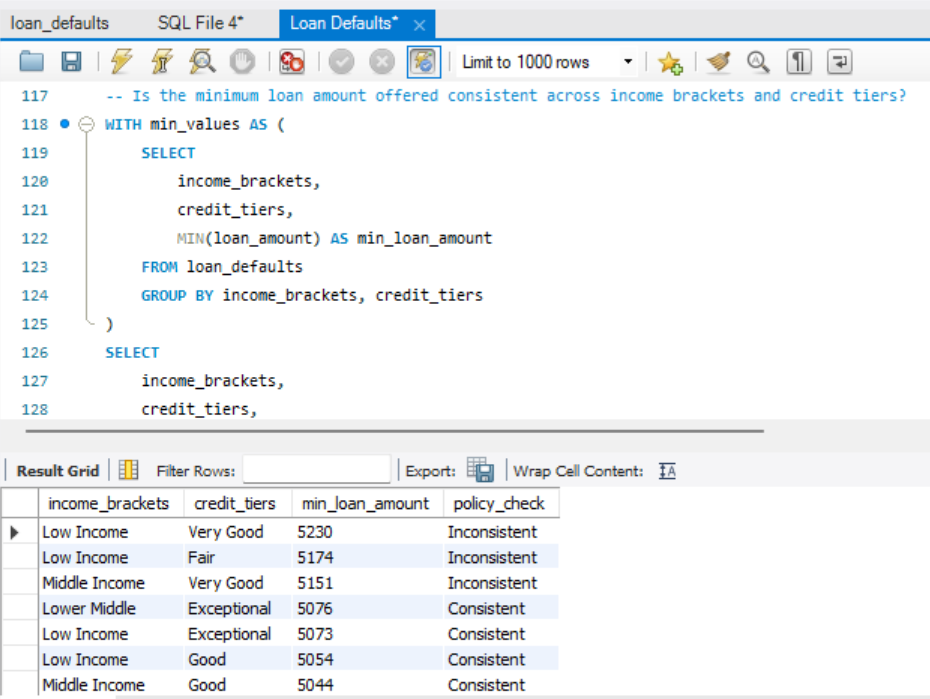 loan_defaults SQL File 4* Loan Defaults* ×
Limit to 1000 rows
117 -- Is the minimum loan amount offered consistent across income brackets and credit tiers?
118 WITH min_values AS (
119 SELECT
120 income_brackets,
121 credit_tiers,
122 MIN(loan_amount) AS min_loan_amount
123 FROM loan_defaults
124 GROUP BY income_brackets, credit_tiers
125 )
126 SELECT
127 income_brackets,
128 credit_tiers,
Result Grid Filter Rows: Export: Wrap Cell Content:
income_brackets credit_tiers min_loan_amount policy_check
Low Income Very Good 5230 Inconsistent
Low Income Fair 5174 Inconsistent
Middle Income Very Good 5151 Inconsistent
Lower Middle Exceptional 5076 Consistent
Low Income Exceptional 5073 Consistent
Low Income Good 5054 Consistent
Middle Income Good 5044 Consistent